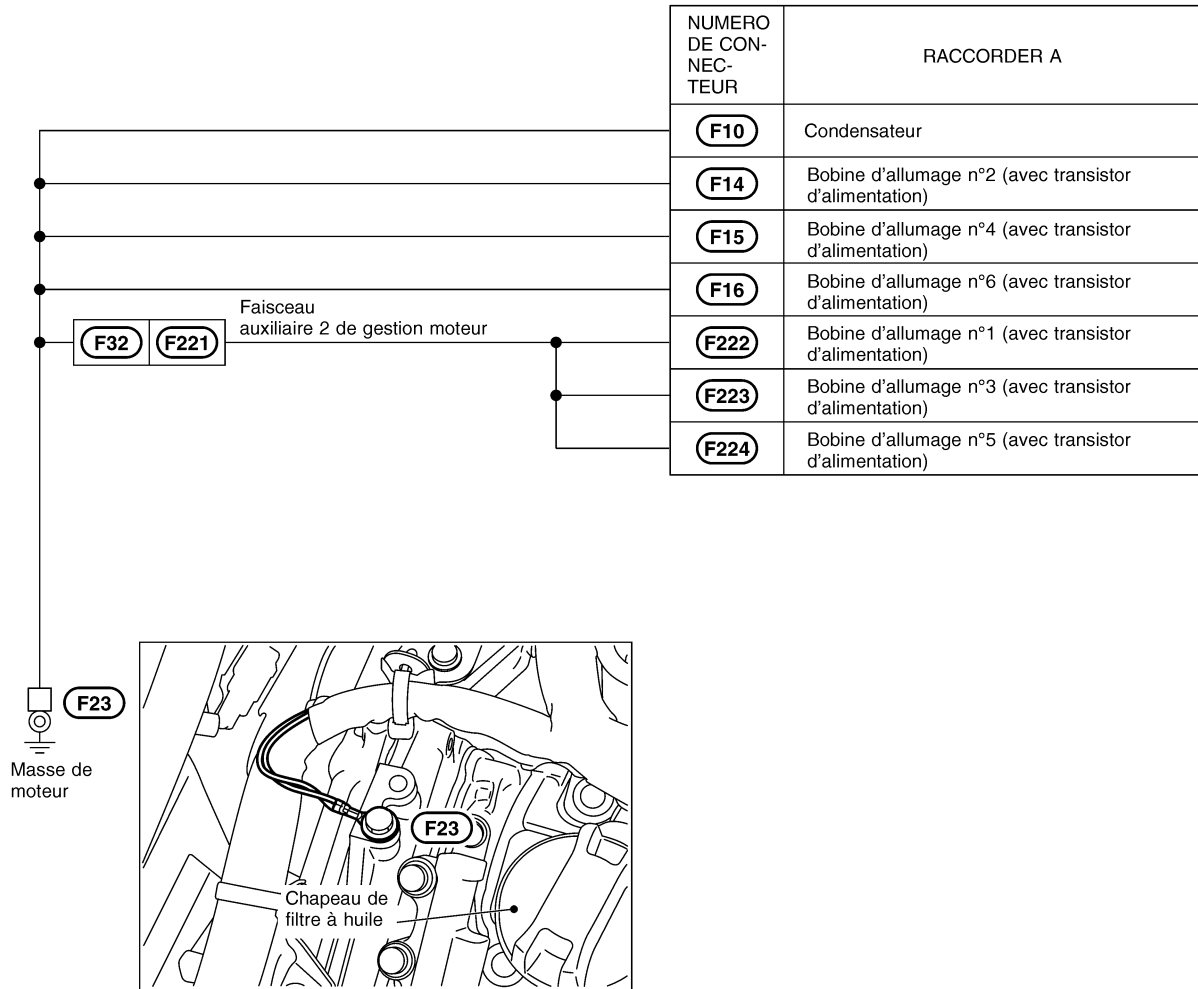 NUMERO
DE CON-
NEC-
TEUR
RACCORDER A
F10
Condensateur
F14
Bobine d'allumage n°2 (avec transistor
d'alimentation)
F15
Bobine d'allumage n°4 (avec transistor
d'alimentation)
F16
Bobine d'allumage n°6 (avec transistor
d'alimentation)
Faisceau
auxiliaire 2 de gestion moteur
F32
F221
F222
Bobine d'allumage n°1 (avec transistor
d'alimentation)
F223
Bobine d'allumage n°3 (avec transistor
d'alimentation)
F224
Bobine d'allumage n°5 (avec transistor
d'alimentation)
F23
Masse de
moteur
F23
Chapeau de
filtre à huile